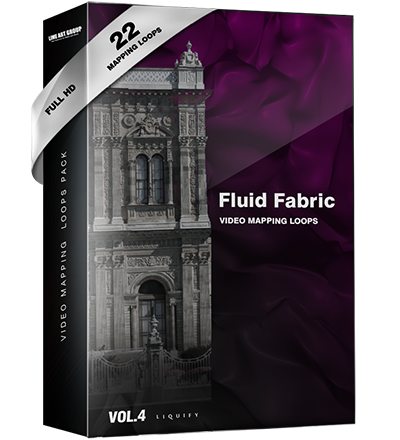 LIME ART GROUP
22
MAPPING LOOPS
FULL HD
VIDEO MAPPING LOOPS PACK
Fluid Fabric
VIDEO MAPPING LOOPS
VOL.4 LIQUIFY